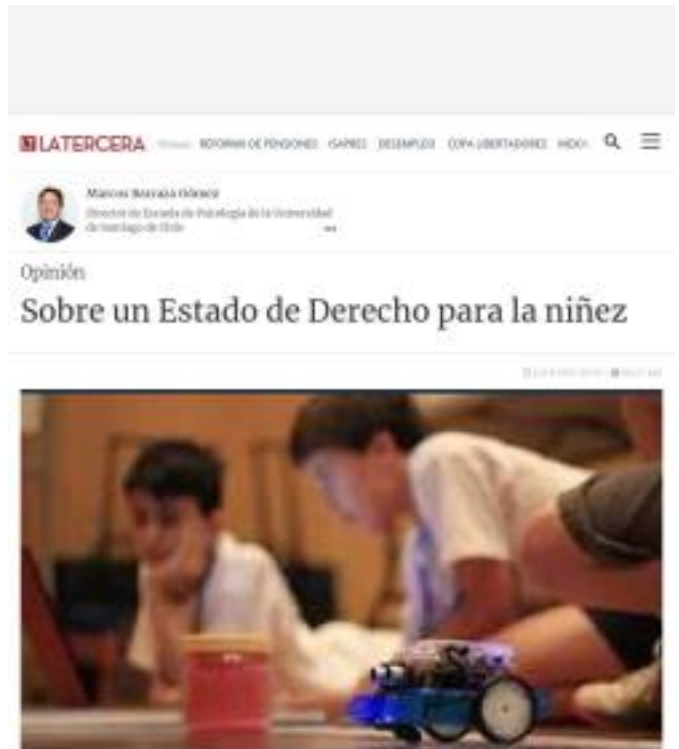 LATERCERA REFORMA DE PENSIONES ISAPRES DESEMPLEO COPA LIBERTADORES
Marcos Barraza Gómez
Director de Escuela de Psicología de la Universidad
de Santiago de Chile
Opinión
Sobre un Estado de Derecho para la niñez